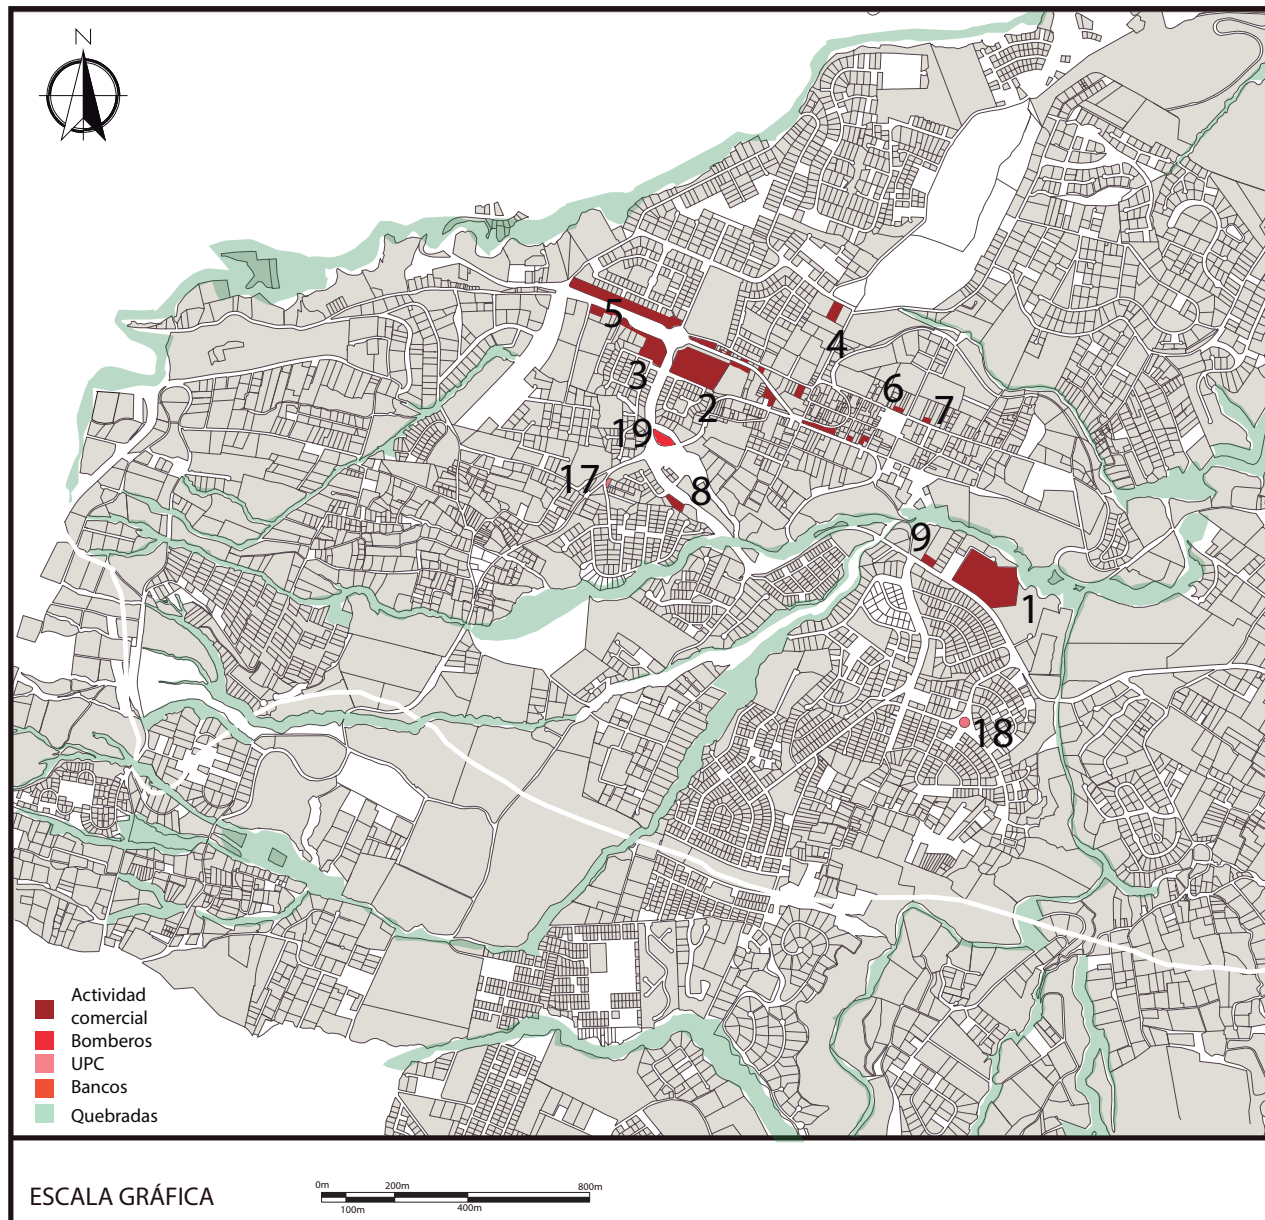 N
5
4
3
6
2
7
19
17
8
9
1
18
Actividad
comercial
Bomberos
UPC
Bancos
Quebradas
ESCALA GRÁFICA
0m 200m 800m
100m 400m